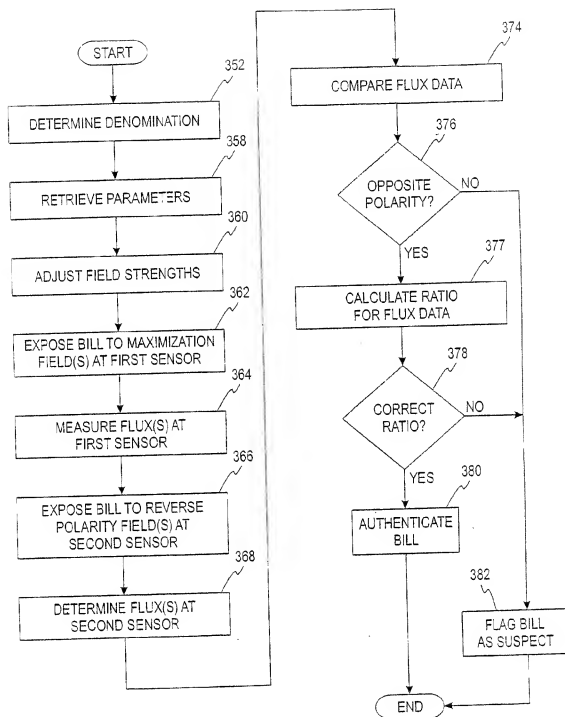 START
352
DETERMINE DENOMINATION
358
RETRIEVE PARAMETERS
360
ADJUST FIELD STRENGTHS
362
EXPOSE BILL TO MAXIMIZATION
FIELD(S) AT FIRST SENSOR
364
MEASURE FLUX(S) AT
FIRST SENSOR
366
EXPOSE BILL TO REVERSE
POLARITY FIELD(S) AT
SECOND SENSOR
368
DETERMINE FLUX(S) AT
SECOND SENSOR
374
COMPARE FLUX DATA
376
OPPOSITE
POLARITY?
NO
YES
377
CALCULATE RATIO
FOR FLUX DATA
378
CORRECT
RATIO?
NO
YES
380
AUTHENTICATE
BILL
382
FLAG BILL
AS SUSPECT
END